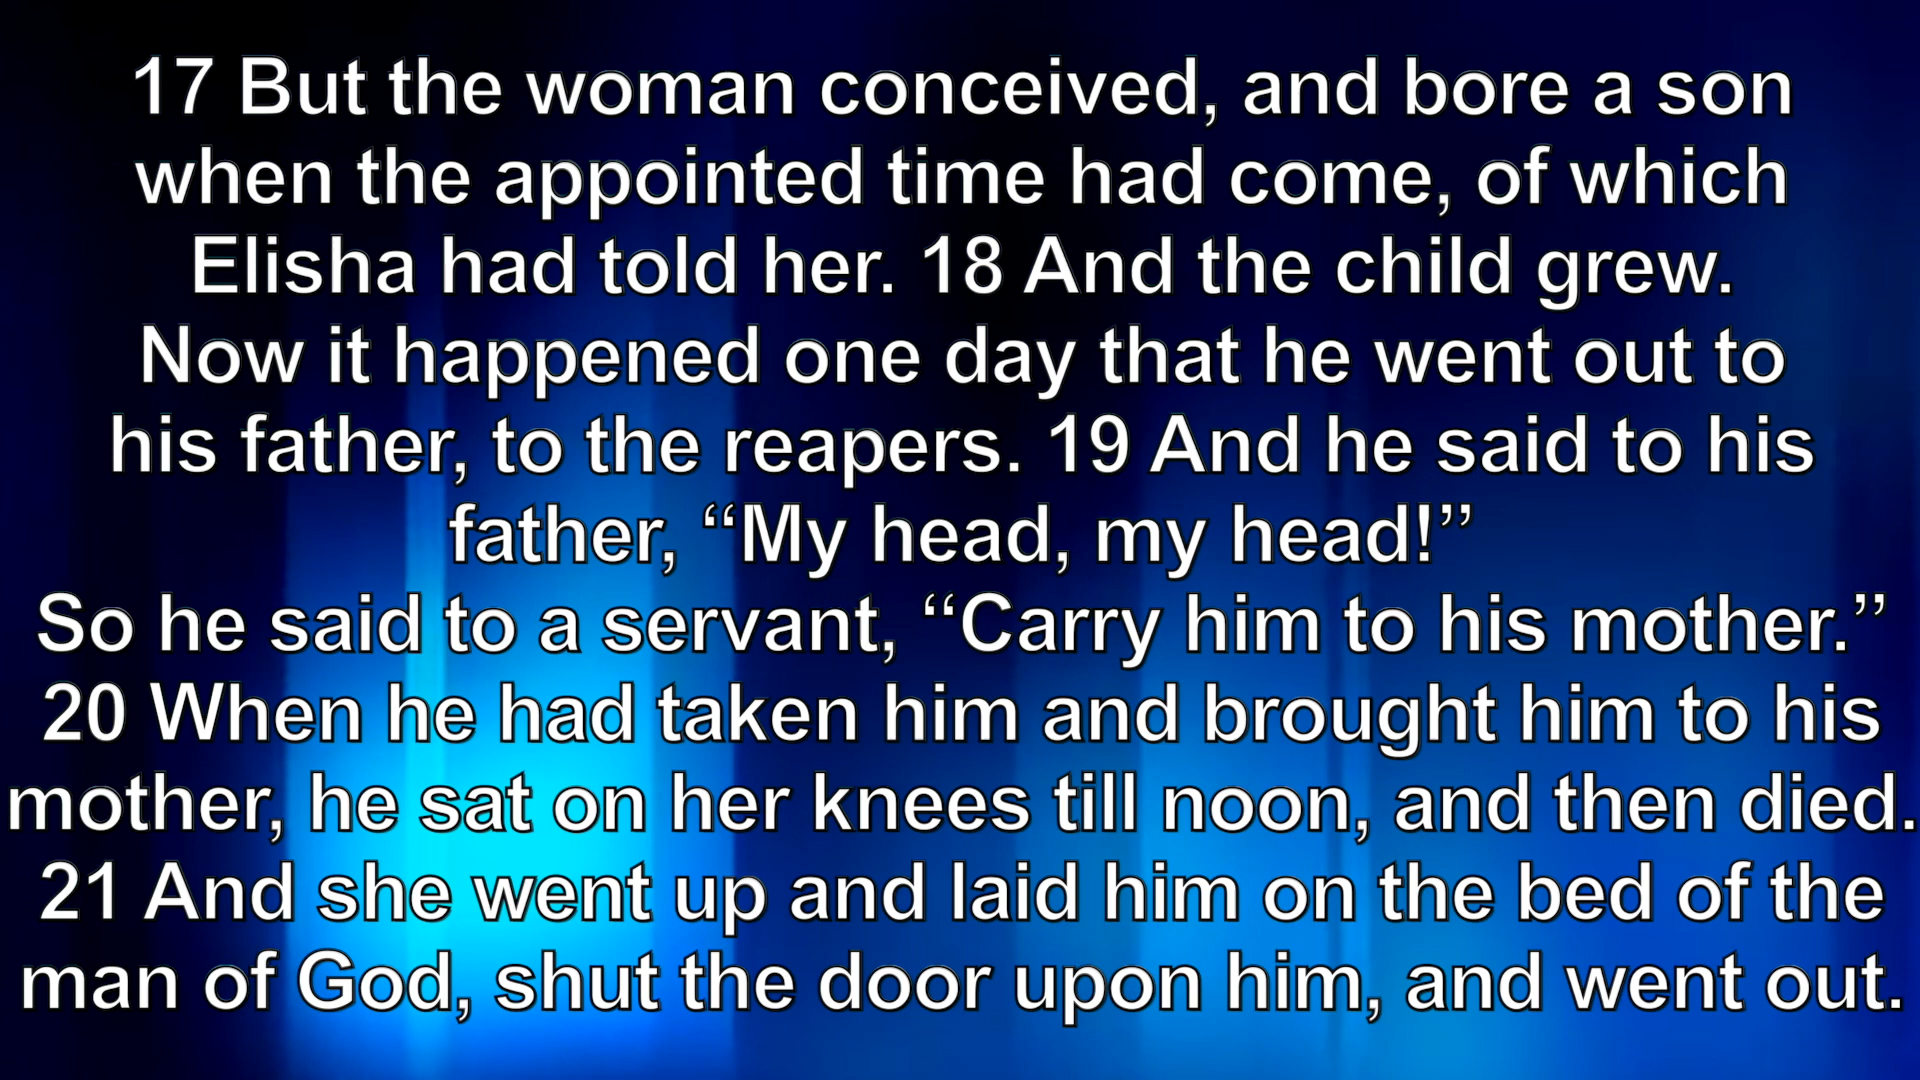 17 But the woman conceived, and bore a son
when the appointed time had come, of which
Elisha had told her. 18 And the child grew.
Now it happened one day that he went out to
his father, to the reapers. 19 And he said to his
father, “My head, my head!”
So he said to a servant, “Carry him to his mother.”
20 When he had taken him and brought him to his
mother, he sat on her knees till noon, and then died.
21 And she went up and laid him on the bed of the
man of God, shut the door upon him, and went out.